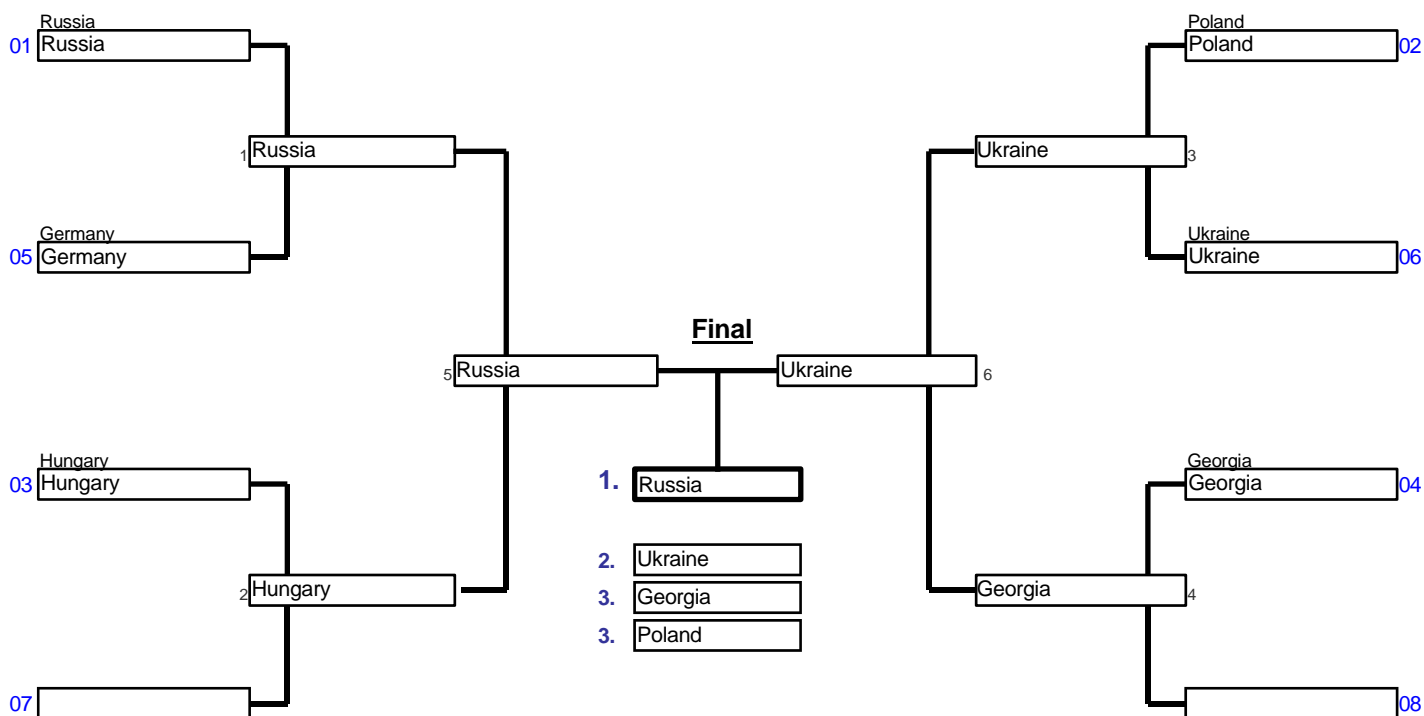 Russia
01 Russia
Poland
Poland 02
1 Russia
Ukraine 3
Germany
05 Germany
Ukraine
Ukraine 06
Final
5 Russia
Ukraine 6
Hungary
03 Hungary
1. Russia
Georgia
Georgia 04
2. Ukraine
2 Hungary
3. Georgia
Georgia 4
3. Poland
07
08